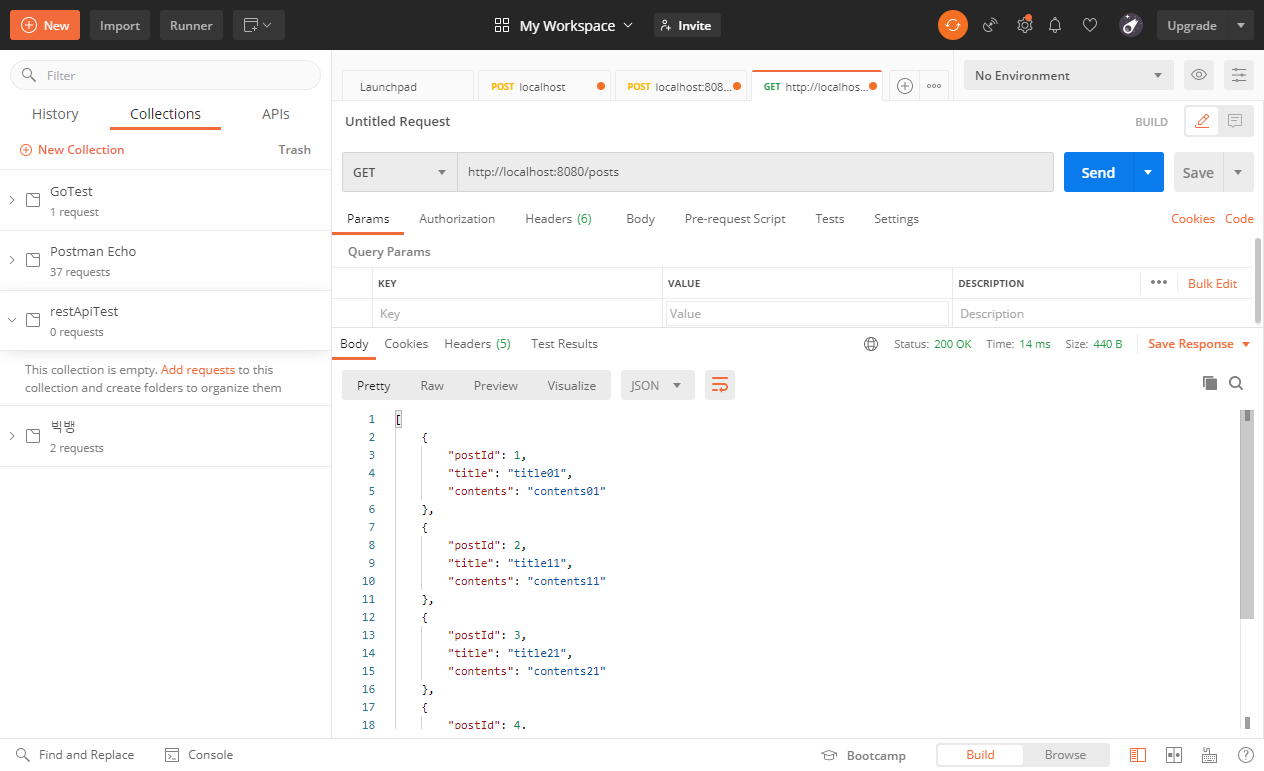 New Import Runner My Workspace Invite Upgrade
Filter
History Collections APIs
New Collection Trash
GoTest
1 request
Postman Echo
37 requests
restApiTest
0 requests
This collection is empty. Add requests to this
collection and create folders to organize them
빅뱅
2 requests
Launchpad POST localhost POST localhost:808... GET http://localhos... No Environment
Untitled Request BUILD
GET http://localhost:8080/posts Send Save
Params Authorization Headers (6) Body Pre-request Script Tests Settings Cookies Code
Query Params
KEY VALUE DESCRIPTION Bulk Edit
Key Value Description
Body Cookies Headers (5) Test Results Status: 200 OK Time: 14 ms Size: 440 B Save Response
Pretty Raw Preview Visualize JSON
1 [
2 {
3 "postId": 1,
4 "title": "title01",
5 "contents": "contents01"
6 },
7 {
8 "postId": 2,
9 "title": "title11",
10 "contents": "contents11"
11 },
12 {
13 "postId": 3,
14 "title": "title21",
15 "contents": "contents21"
16 },
17 {
18 "postId": 4,
Find and Replace Console Bootcamp Build Browse